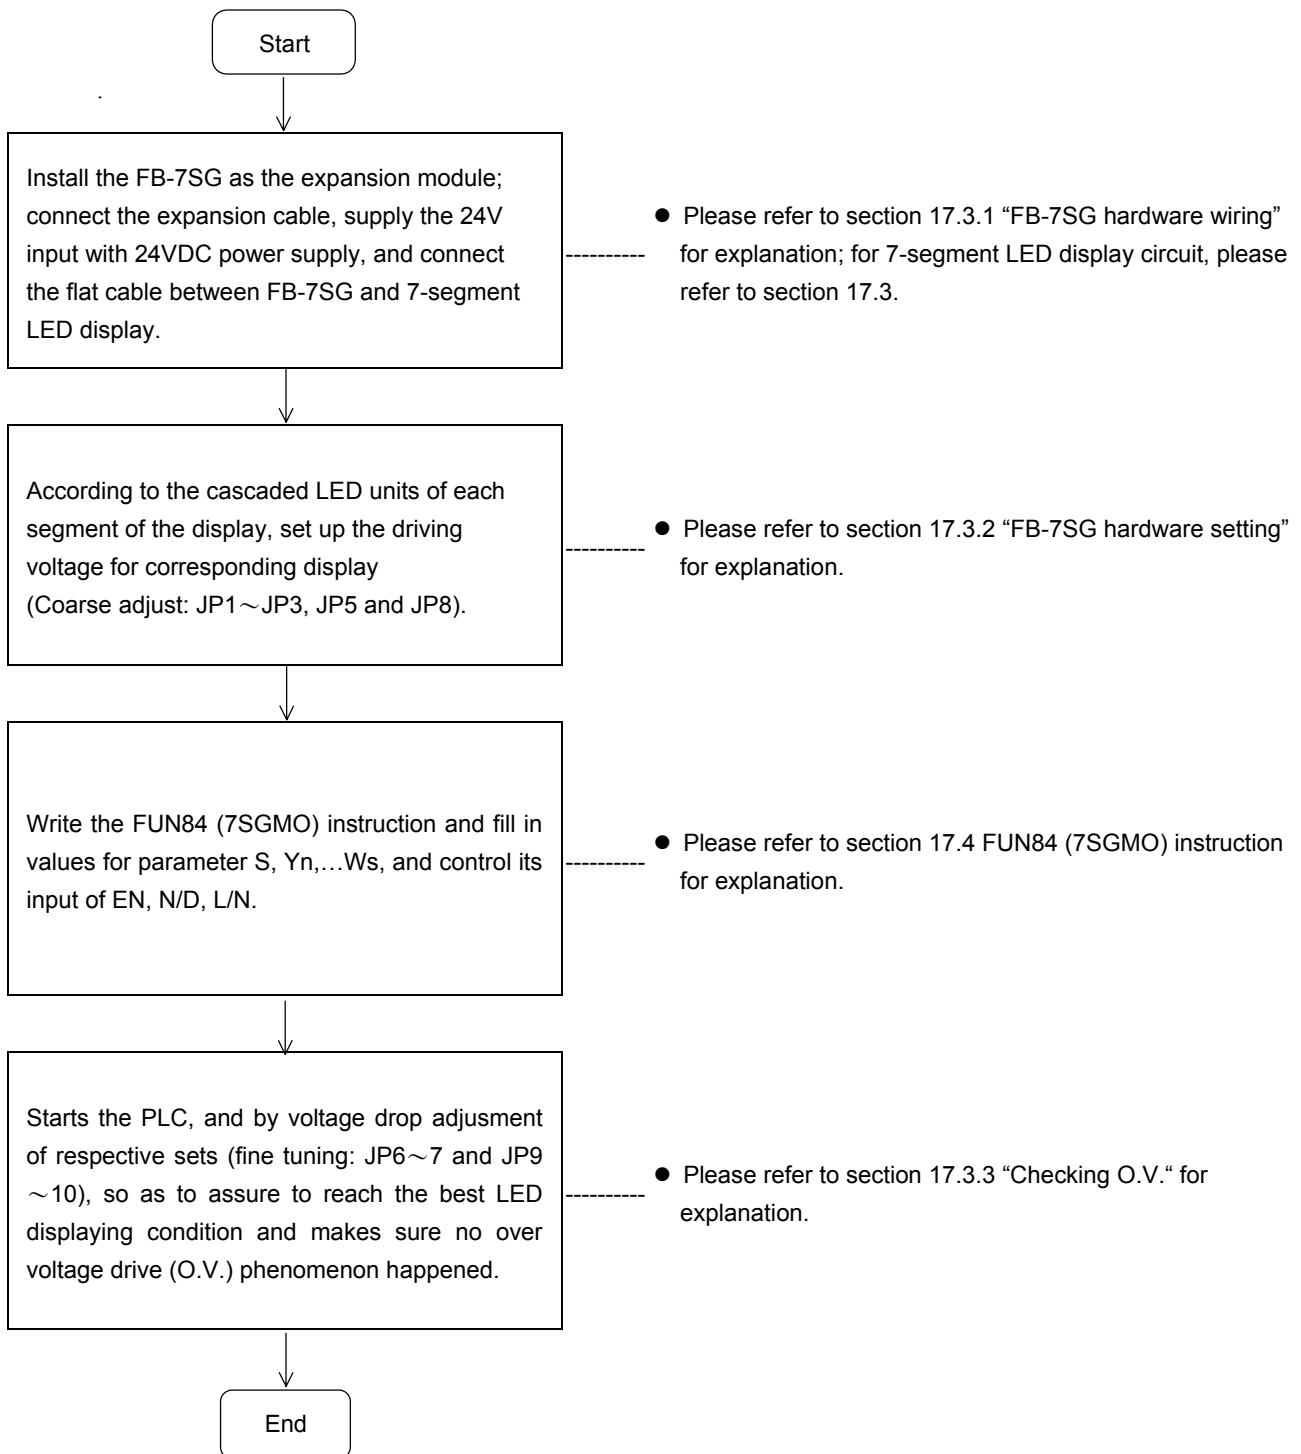 Start
Install the FB-7SG as the expansion module;
connect the expansion cable, supply the 24V
input with 24VDC power supply, and connect
the flat cable between FB-7SG and 7-segment
LED display.
● Please refer to section 17.3.1 “FB-7SG hardware wiring”
for explanation; for 7-segment LED display circuit, please
refer to section 17.3.
According to the cascaded LED units of each
segment of the display, set up the driving
voltage for corresponding display
(Coarse adjust: JP1～JP3, JP5 and JP8).
● Please refer to section 17.3.2 “FB-7SG hardware setting”
for explanation.
Write the FUN84 (7SGMO) instruction and fill in
values for parameter S, Yn,…Ws, and control its
input of EN, N/D, L/N.
● Please refer to section 17.4 FUN84 (7SGMO) instruction
for explanation.
Starts the PLC, and by voltage drop adjusment
of respective sets (fine tuning: JP6～7 and JP9
～10), so as to assure to reach the best LED
displaying condition and makes sure no over
voltage drive (O.V.) phenomenon happened.
● Please refer to section 17.3.3 “Checking O.V.“ for
explanation.
End